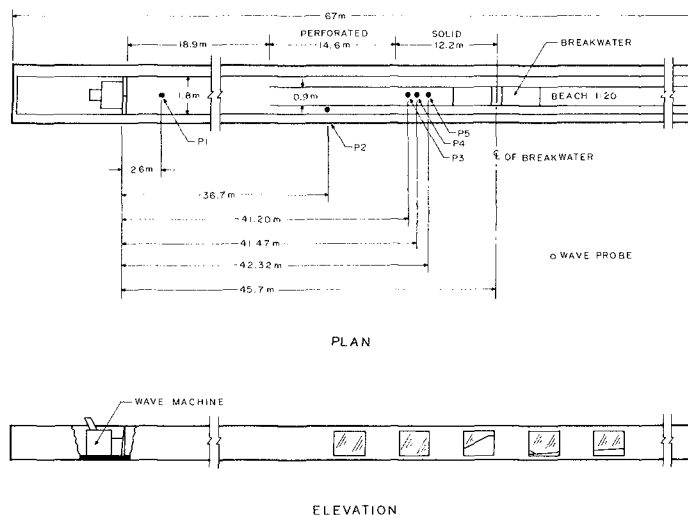 67m
PERFORATED
SOLID
18.9m
14.6m
12.2m
BREAKWATER
1.8m
0.9m
BEACH 1:20
P1
P2
P3
P4
P5
℄ OF BREAKWATER
2.6m
36.7m
41.20m
41.47m
42.32m
45.7m
o WAVE PROBE
PLAN
WAVE MACHINE
ELEVATION